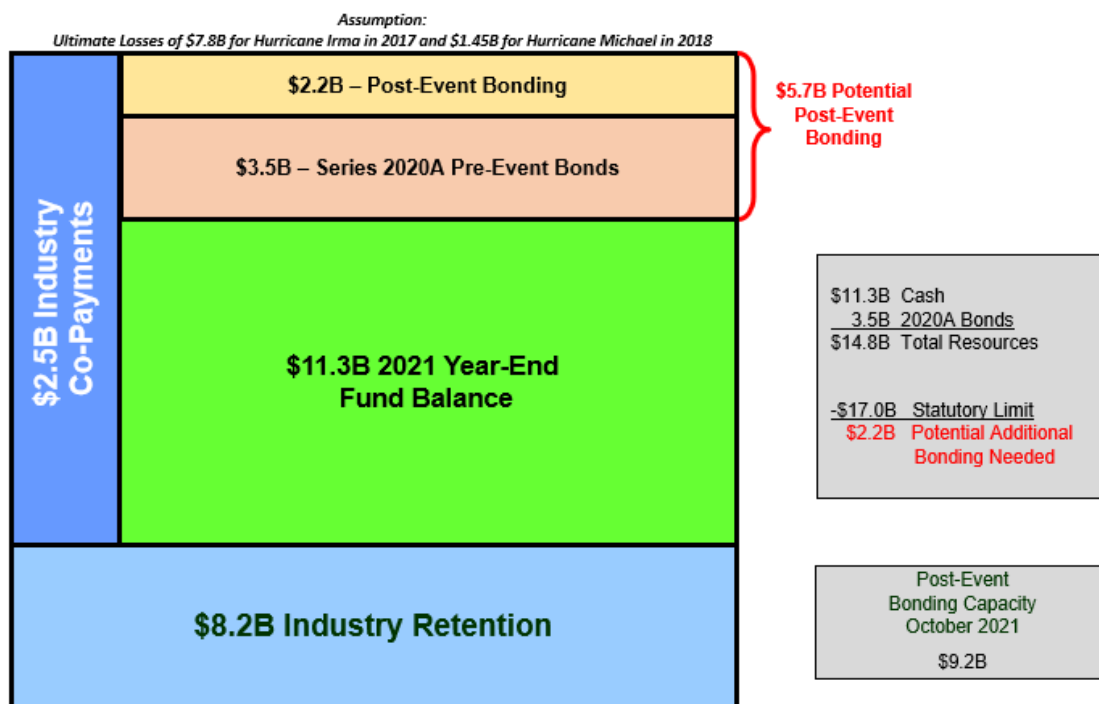 Assumption:
Ultimate Losses of $7.8B for Hurricane Irma in 2017 and $1.45B for Hurricane Michael in 2018
$2.2B – Post-Event Bonding
$3.5B – Series 2020A Pre-Event Bonds
$5.7B Potential
Post-Event
Bonding
$2.5B Industry
Co-Payments
$11.3B 2021 Year-End
Fund Balance
$11.3B Cash
3.5B 2020A Bonds
$14.8B Total Resources
-$17.0B Statutory Limit
$2.2B Potential Additional
Bonding Needed
$8.2B Industry Retention
Post-Event
Bonding Capacity
October 2021
$9.2B